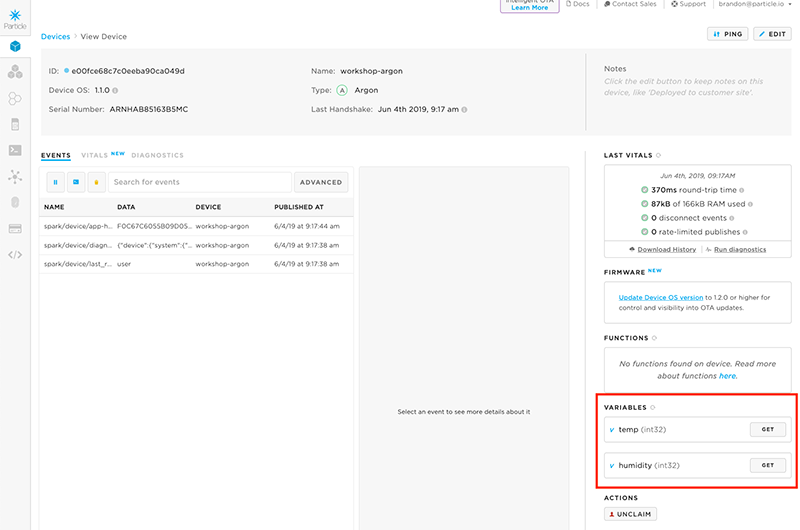 Intelligent OTA
Learn More
Docs
Contact Sales
Support
brandon@particle.io
Particle
Devices > View Device
PING
EDIT
ID: e00fce68c7c0eeba90ca049d
Name: workshop-argon
Device OS: 1.1.0
Type: A Argon
Serial Number: ARNHAB85163B5MC
Last Handshake: Jun 4th 2019, 9:17 am
Notes
Click the edit button to keep notes on this
device, like 'Deployed to customer site'.
EVENTS VITALS NEW DIAGNOSTICS
Search for events
ADVANCED
NAME DATA DEVICE PUBLISHED AT
spark/device/app-h... F0C67C6055B09D05... workshop-argon 6/4/19 at 9:17:44 am
spark/device/diagn... {"device":{"system":{"... workshop-argon 6/4/19 at 9:17:38 am
spark/device/last_r... user workshop-argon 6/4/19 at 9:17:38 am
Select an event to see more details about it
LAST VITALS
Jun 4th, 2019, 09:17AM
370ms round-trip time
87kB of 166kB RAM used
0 disconnect events
0 rate-limited publishes
Download History
Run diagnostics
FIRMWARE NEW
Update Device OS version to 1.2.0 or higher for
control and visibility into OTA updates.
FUNCTIONS
No functions found on device. Read more
about functions here.
VARIABLES
v temp (int32) GET
v humidity (int32) GET
ACTIONS
UNCLAIM